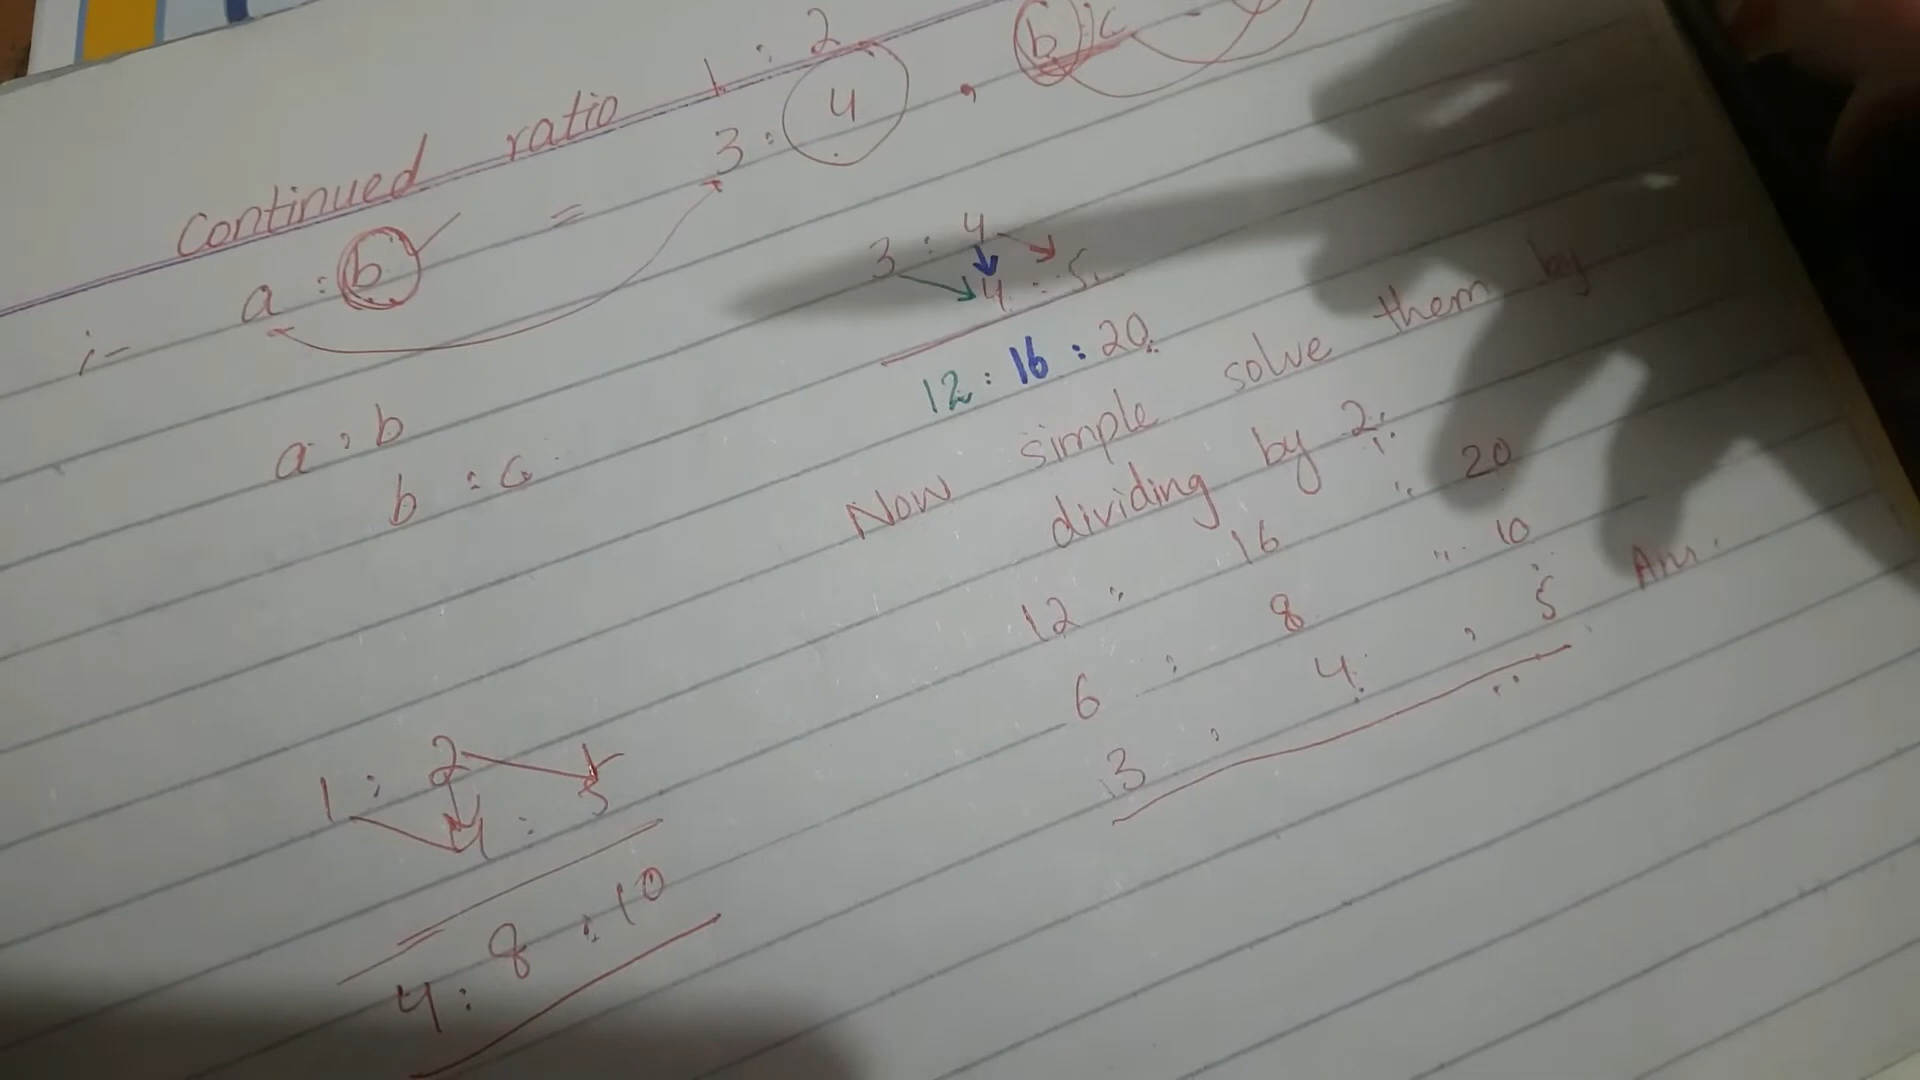 1 : 2
Continued ratio
i- a : b = 3 : 4 , b : c
3 : 4
4 : 5
12 : 16 : 20
a : b
b : c
Now simple solve them by
dividing by 2
12 : 16 : 20
6 : 8 : 10
3 : 4 : 5 Ans.
1 : 2
4 : 5
4 : 8 : 10